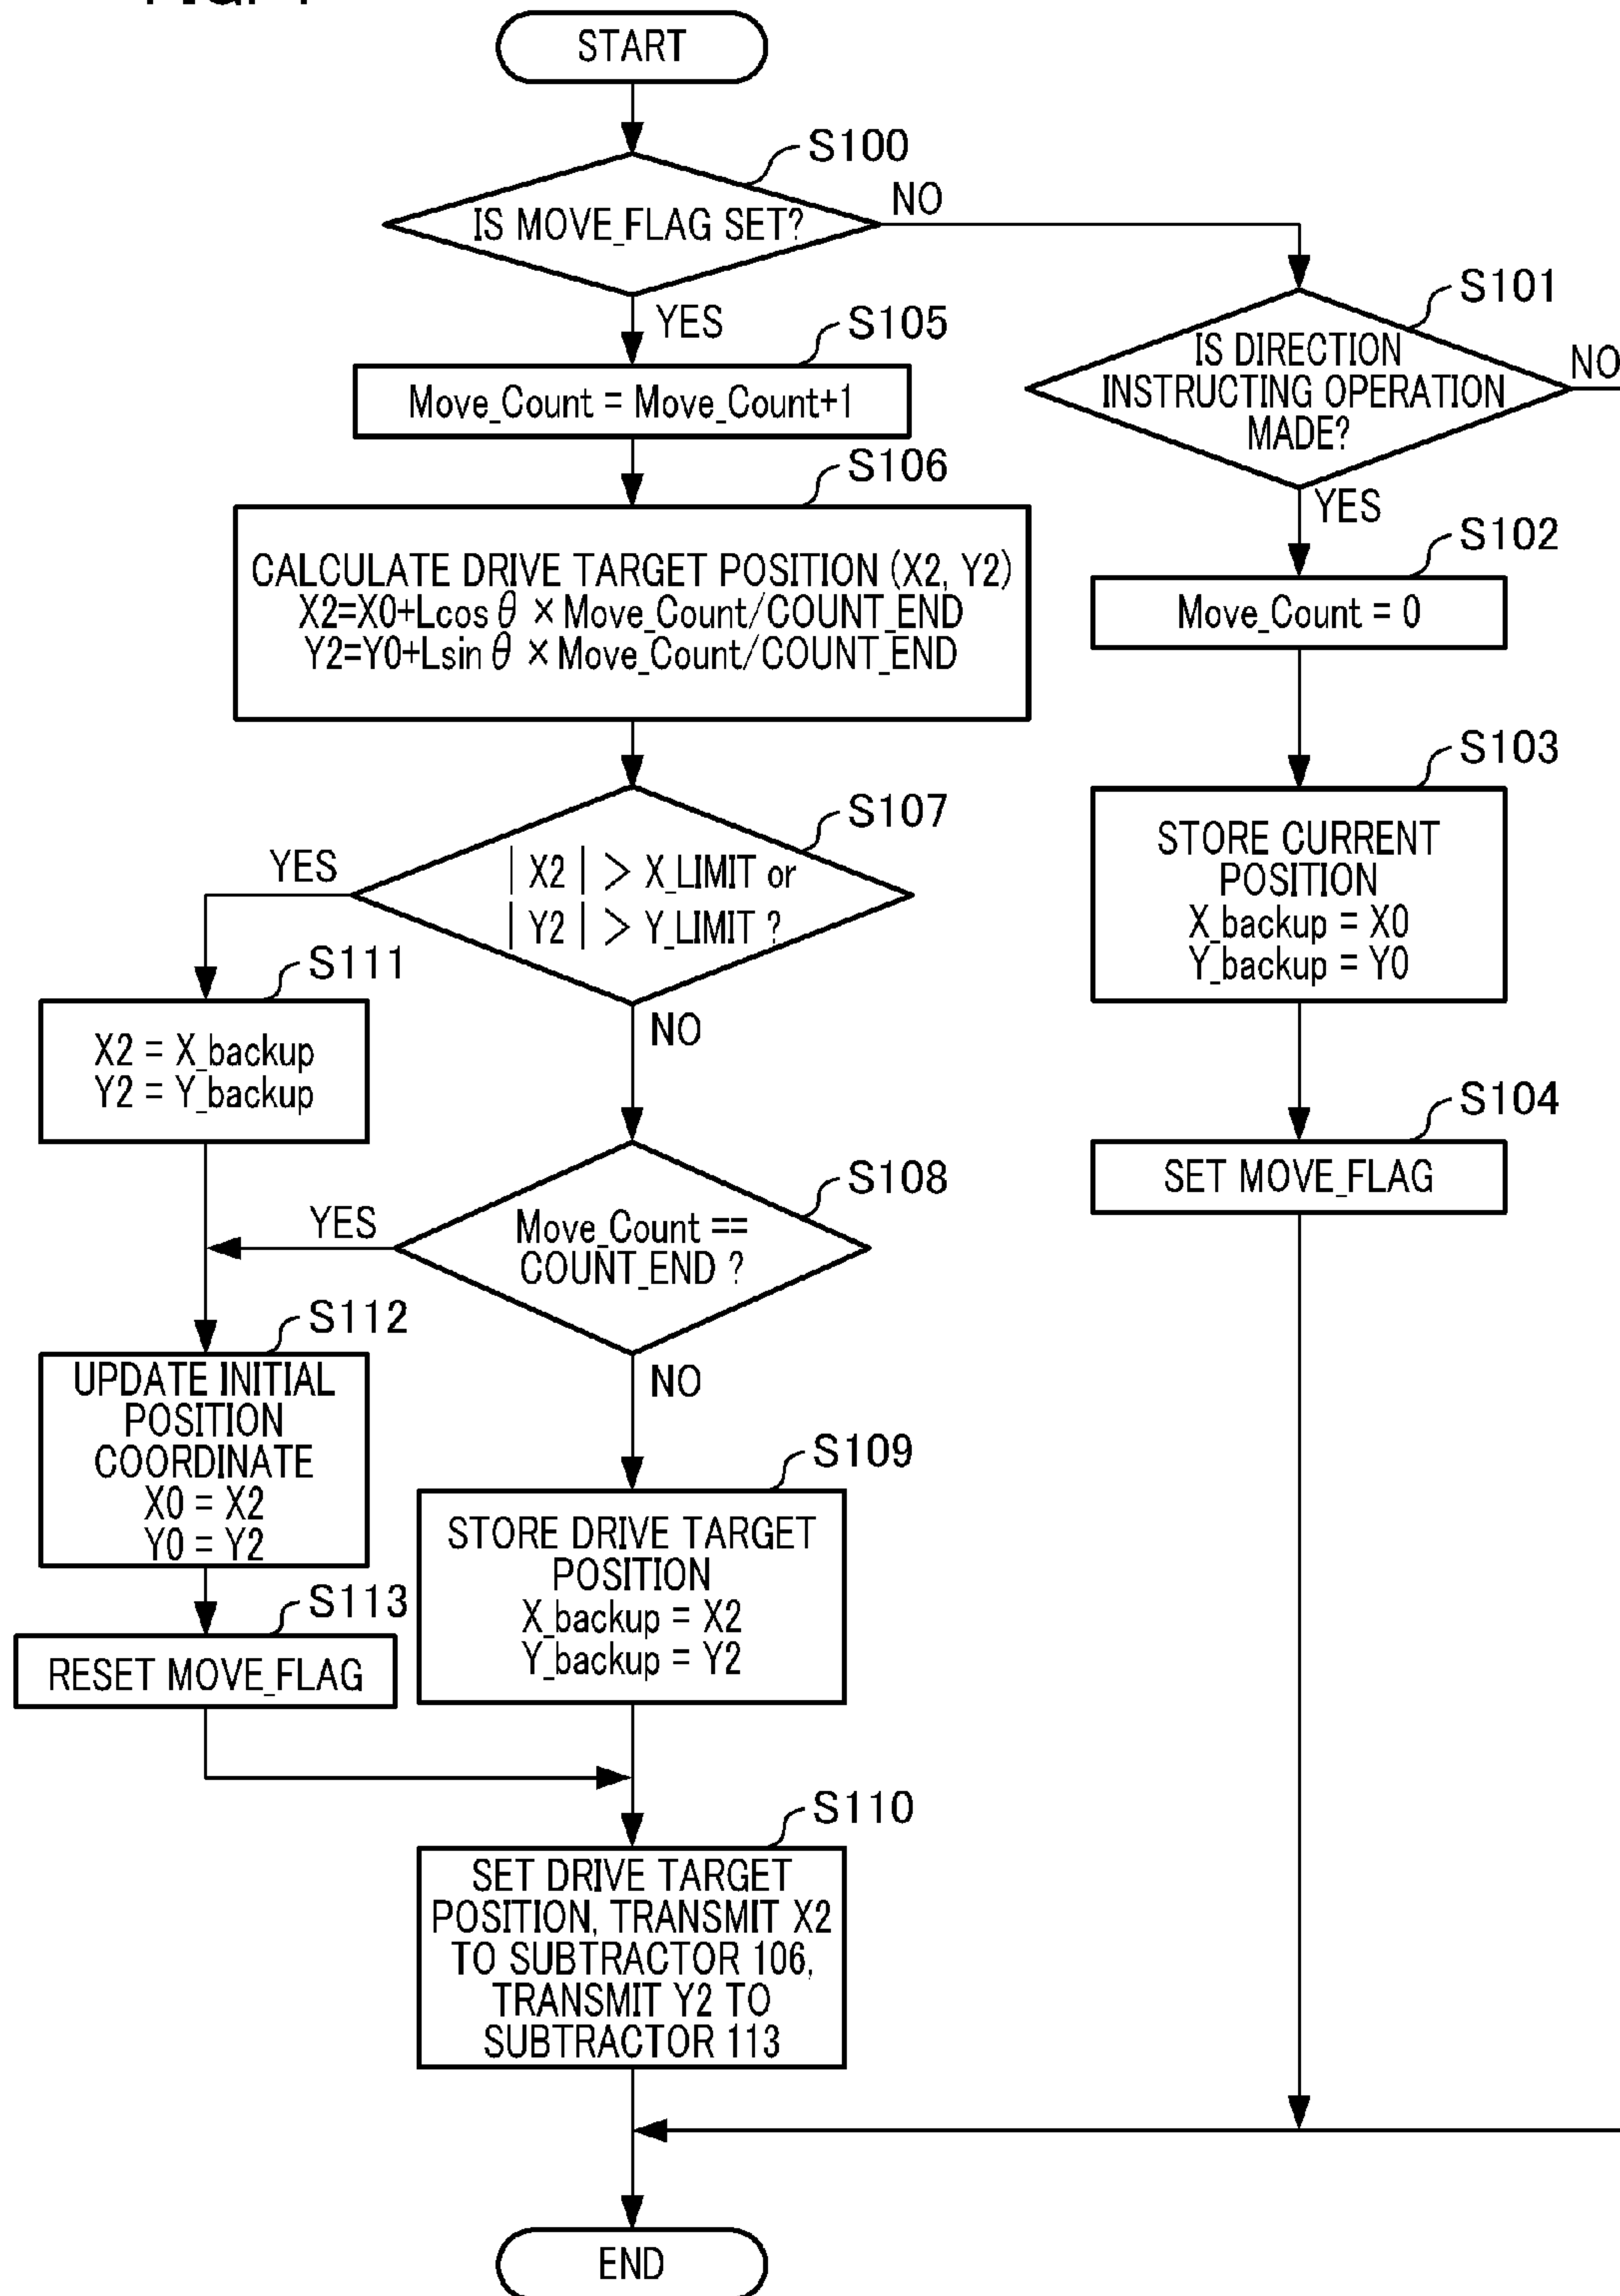 START
S100
IS MOVE_FLAG SET?
NO
YES
S101
IS DIRECTION
INSTRUCTING OPERATION
MADE?
NO
YES
S105
Move_Count = Move_Count+1
S106
CALCULATE DRIVE TARGET POSITION (X2, Y2)
X2=X0+Lcos θ × Move_Count/COUNT_END
Y2=Y0+Lsin θ × Move_Count/COUNT_END
S102
Move_Count = 0
S103
STORE CURRENT
POSITION
X_backup = X0
Y_backup = Y0
S104
SET MOVE_FLAG
S107
| X2 | > X_LIMIT or
| Y2 | > Y_LIMIT ?
YES
NO
S111
X2 = X_backup
Y2 = Y_backup
S108
Move_Count ==
COUNT_END ?
YES
NO
S112
UPDATE INITIAL
POSITION
COORDINATE
X0 = X2
Y0 = Y2
S109
STORE DRIVE TARGET
POSITION
X_backup = X2
Y_backup = Y2
S113
RESET MOVE_FLAG
S110
SET DRIVE TARGET
POSITION, TRANSMIT X2
TO SUBTRACTOR 106,
TRANSMIT Y2 TO
SUBTRACTOR 113
END